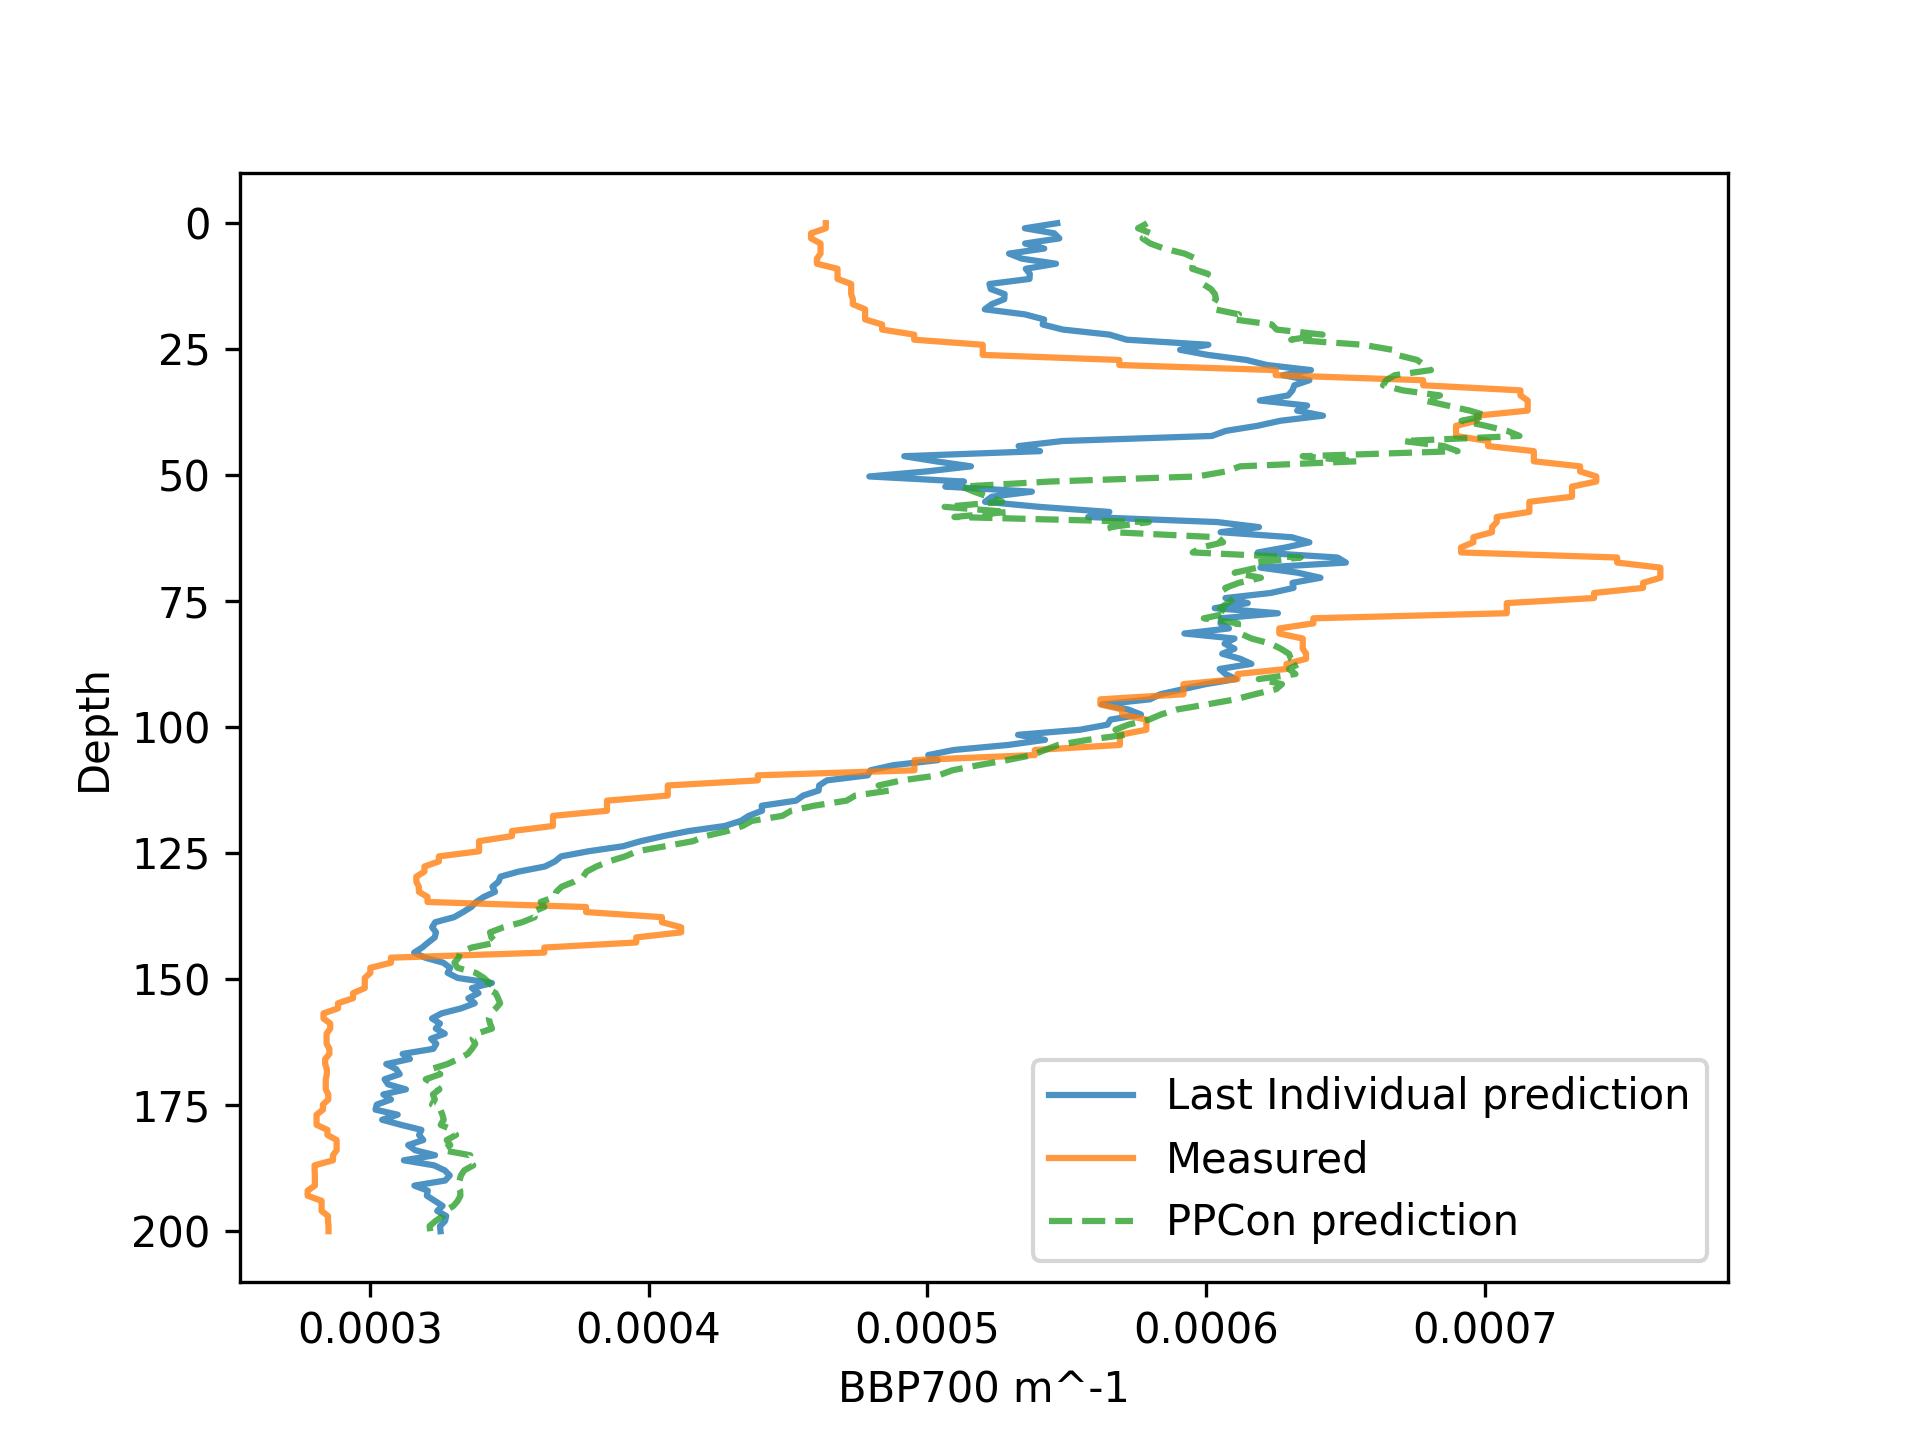 0
25
50
75
100
125
150
175
200
Depth
0.0003 0.0004 0.0005 0.0006 0.0007
BBP700 m^-1
Last Individual prediction
Measured
PPCon prediction